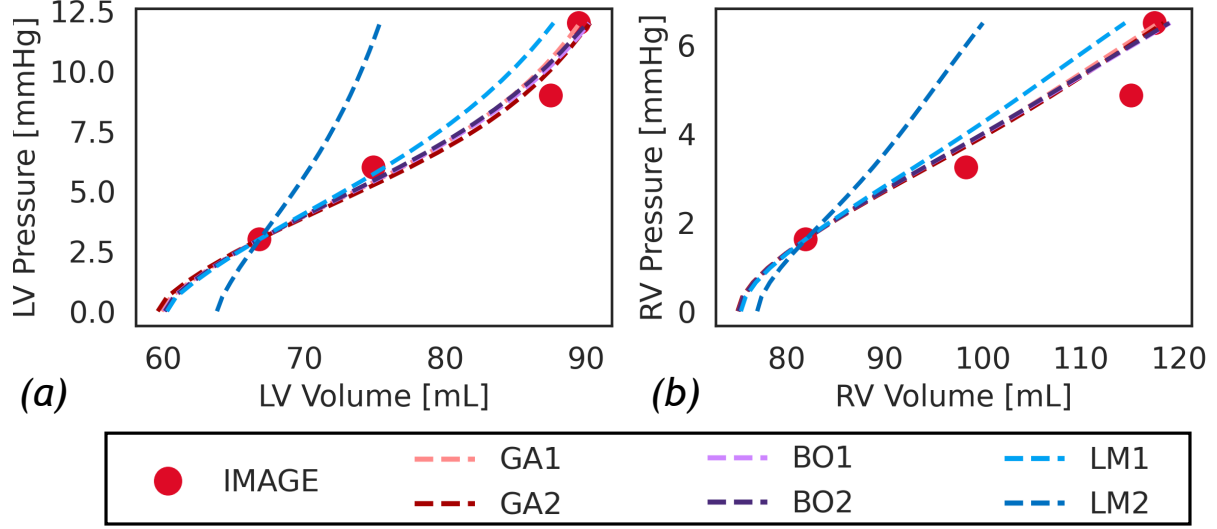 12.5
10.0
7.5
5.0
2.5
0.0
LV Pressure [mmHg]
60 70 80 90
LV Volume [mL]
(a)
6
4
2
0
RV Pressure [mmHg]
80 90 100 110 120
RV Volume [mL]
(b)
IMAGE GA1 BO1 LM1
GA2 BO2 LM2